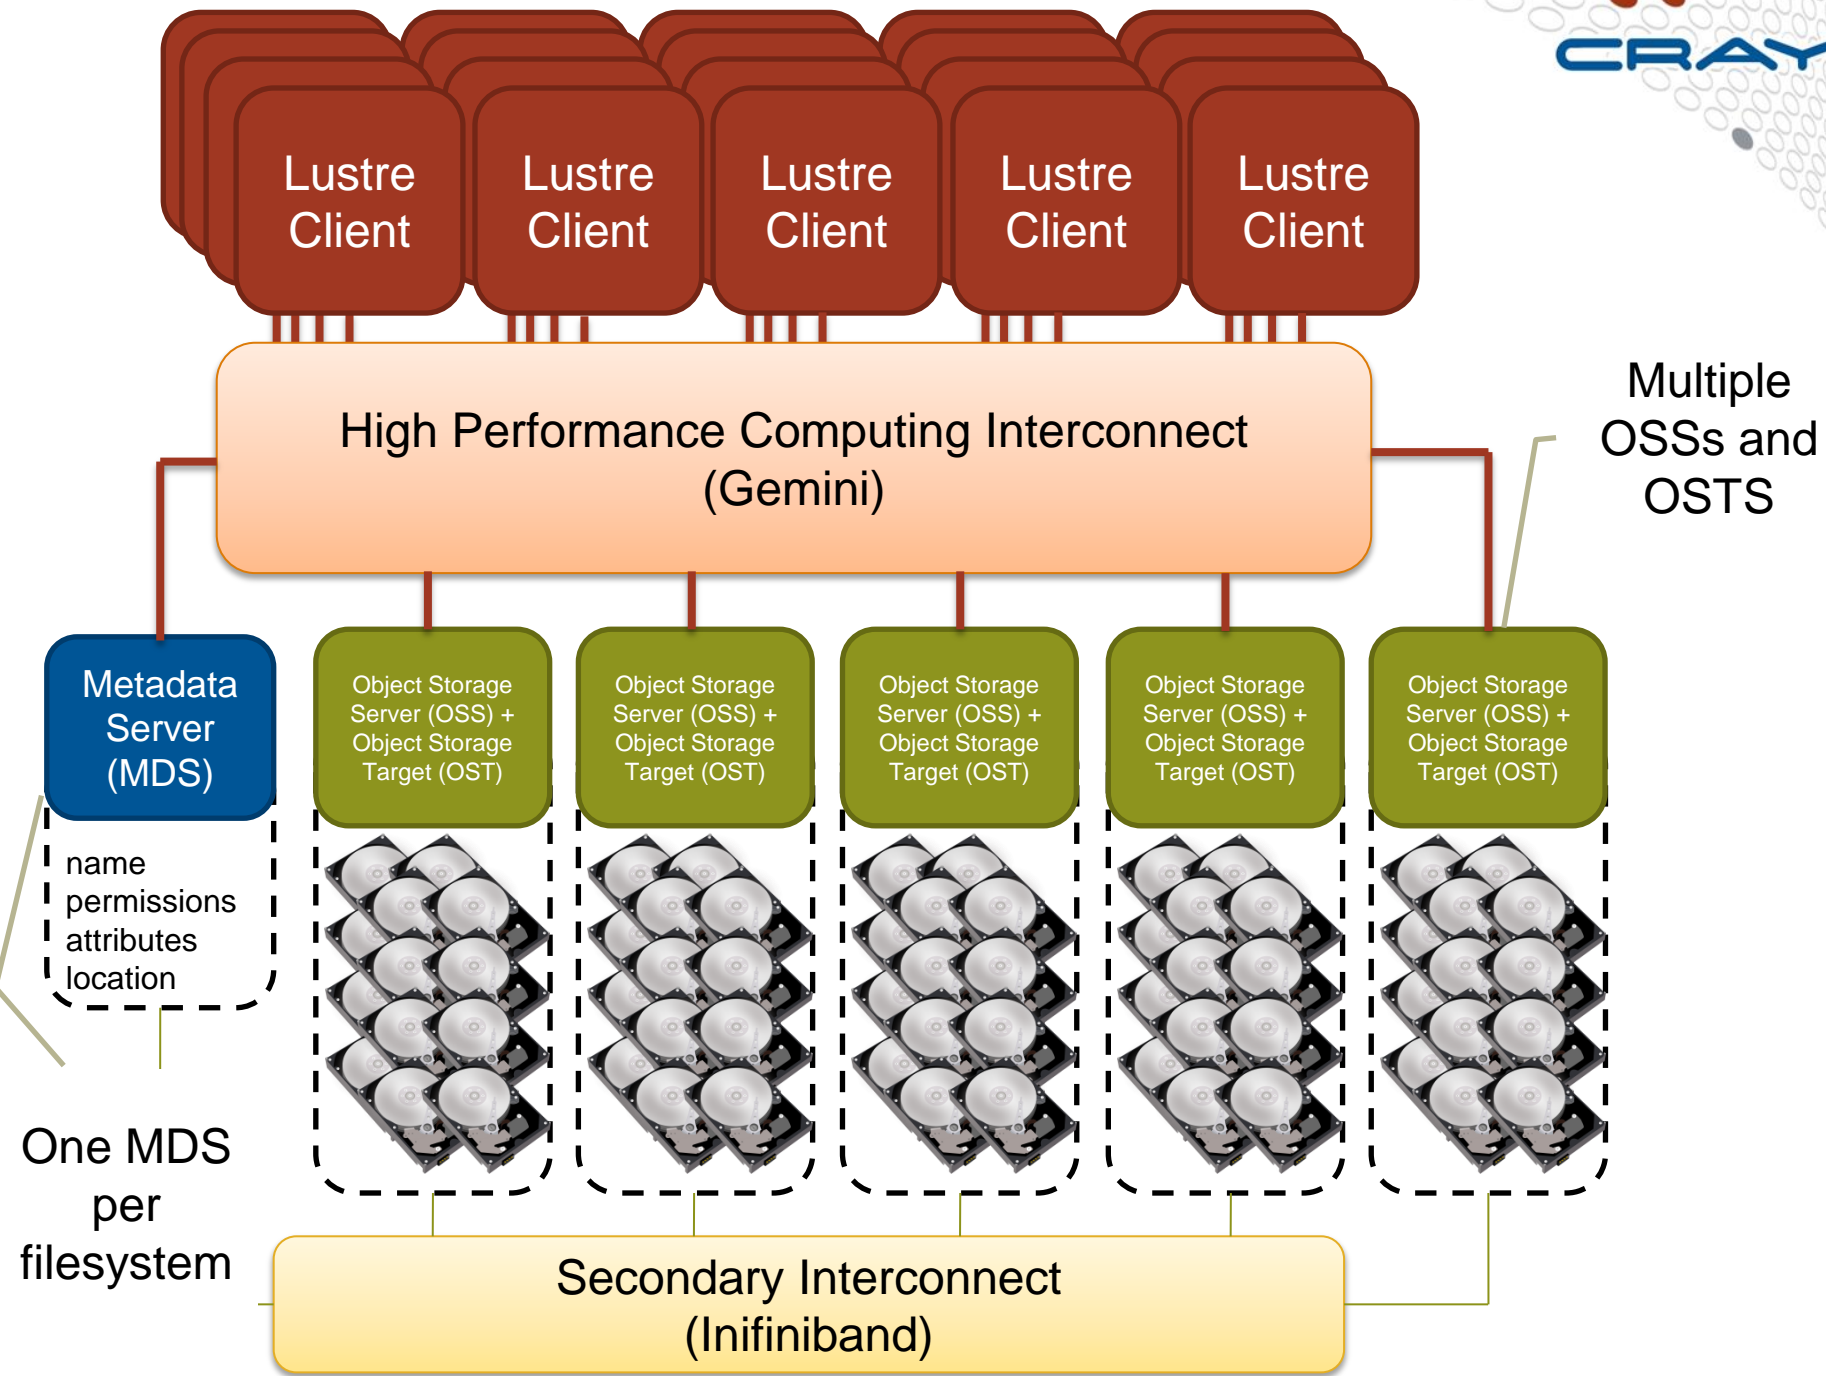 CRAY
Lustre
Client
Lustre
Client
Lustre
Client
Lustre
Client
Lustre
Client
High Performance Computing Interconnect
(Gemini)
Multiple
OSSs and
OSTS
Metadata
Server
(MDS)
Object Storage
Server (OSS) +
Object Storage
Target (OST)
Object Storage
Server (OSS) +
Object Storage
Target (OST)
Object Storage
Server (OSS) +
Object Storage
Target (OST)
Object Storage
Server (OSS) +
Object Storage
Target (OST)
Object Storage
Server (OSS) +
Object Storage
Target (OST)
name
permissions
attributes
location
One MDS
per
filesystem
Secondary Interconnect
(Inifiniband)